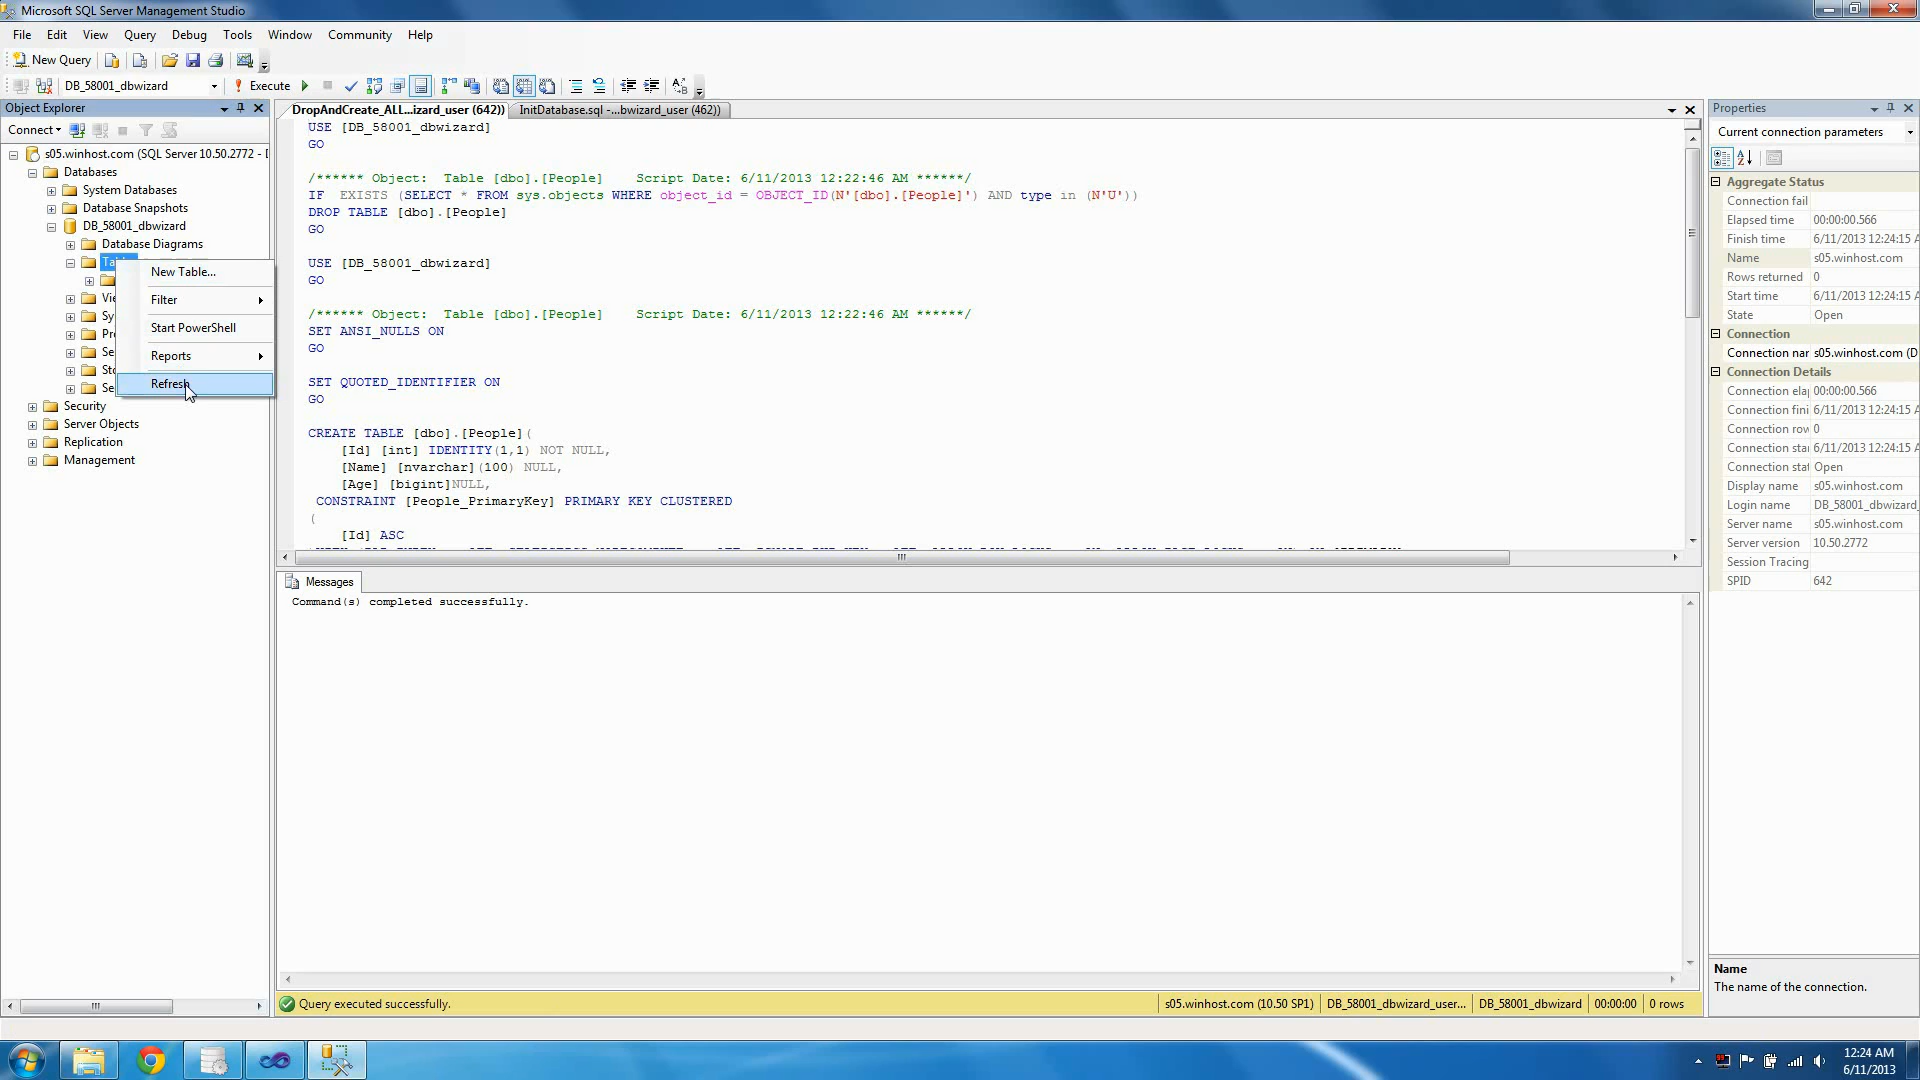 Microsoft SQL Server Management Studio
File Edit View Query Debug Tools Window Community Help
New Query
DB_58001_dbwizard Execute
Object Explorer
Connect
s05.winhost.com (SQL Server 10.50.2772 -
Databases
System Databases
Database Snapshots
DB_58001_dbwizard
Database Diagrams
New Table...
Filter
Start PowerShell
Reports
Refresh
Security
Server Objects
Replication
Management
DropAndCreate_ALL...izard_user (642)) InitDatabase.sql -...bwizard_user (462))
USE [DB_58001_dbwizard]
GO
/****** Object:  Table [dbo].[People]    Script Date: 6/11/2013 12:22:46 AM ******/
IF  EXISTS (SELECT * FROM sys.objects WHERE object_id = OBJECT_ID(N'[dbo].[People]') AND type in (N'U'))
DROP TABLE [dbo].[People]
GO
USE [DB_58001_dbwizard]
GO
/****** Object:  Table [dbo].[People]    Script Date: 6/11/2013 12:22:46 AM ******/
SET ANSI_NULLS ON
GO
SET QUOTED_IDENTIFIER ON
GO
CREATE TABLE [dbo].[People](
[Id] [int] IDENTITY(1,1) NOT NULL,
[Name] [nvarchar](100) NULL,
[Age] [bigint]NULL,
CONSTRAINT [People_PrimaryKey] PRIMARY KEY CLUSTERED
(
[Id] ASC
Messages
Command(s) completed successfully.
Query executed successfully. s05.winhost.com (10.50 SP1) DB_58001_dbwizard_user... DB_58001_dbwizard 00:00:00 0 rows
Properties
Current connection parameters
Aggregate Status
Connection fail
Elapsed time 00:00:00.566
Finish time 6/11/2013 12:24:15 A
Name s05.winhost.com
Rows returned 0
Start time 6/11/2013 12:24:15 A
State Open
Connection
Connection nar s05.winhost.com (D
Connection Details
Connection ela 00:00:00.566
Connection fini 6/11/2013 12:24:15 A
Connection row 0
Connection star 6/11/2013 12:24:15 A
Connection stat Open
Display name s05.winhost.com
Login name DB_58001_dbwizard_
Server name s05.winhost.com
Server version 10.50.2772
Session Tracing
SPID 642
Name
The name of the connection.
12:24 AM
6/11/2013